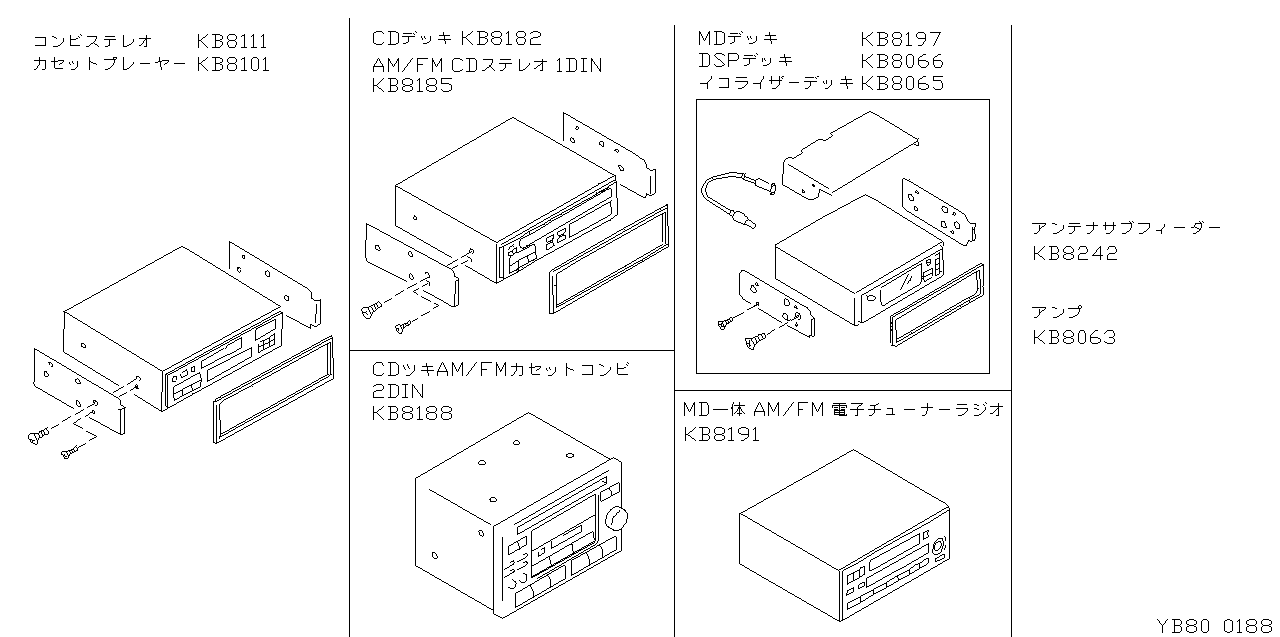 コンビステレオ KB8111
カセットプレーヤー KB8101
CDデッキ KB8182
AM/FM CDステレオ 1DIN
KB8185
CDツキAM/FMカセットコンビ
2DIN
KB8188
MDデッキ KB8197
DSPデッキ KB8066
イコライザーデッキ KB8065
MD一体 AM/FM 電子チューナーラジオ
KB8191
アンテナサブフィーダー
KB8242
アンプ
KB8063
YB80 0188